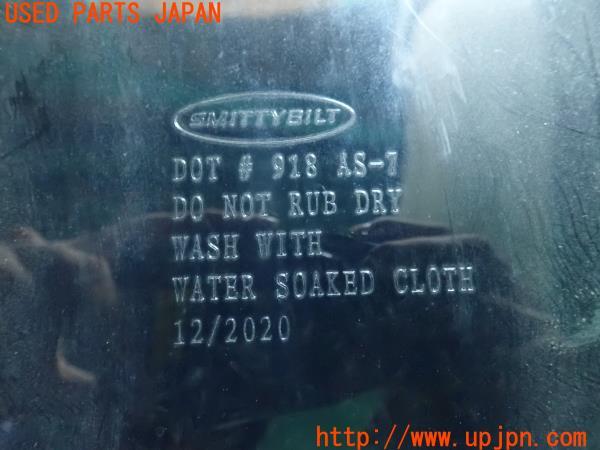 USED PARTS JAPAN
SMITTYBILT
DOT # 918 AS-7
DO NOT RUB DRY
WASH WITH
WATER SOAKED CLOTH
12/2020
http://www.upjpn.com/